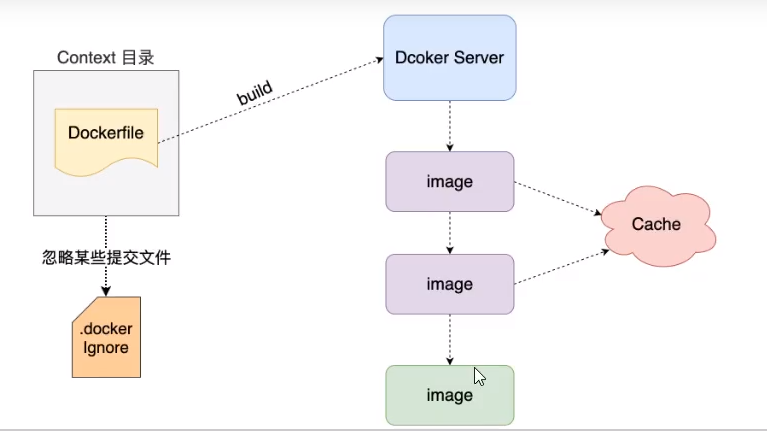 Context 目录
Dockerfile
build
Dcoker Server
image
image
Cache
忽略某些提交文件
.docker
Ignore
image